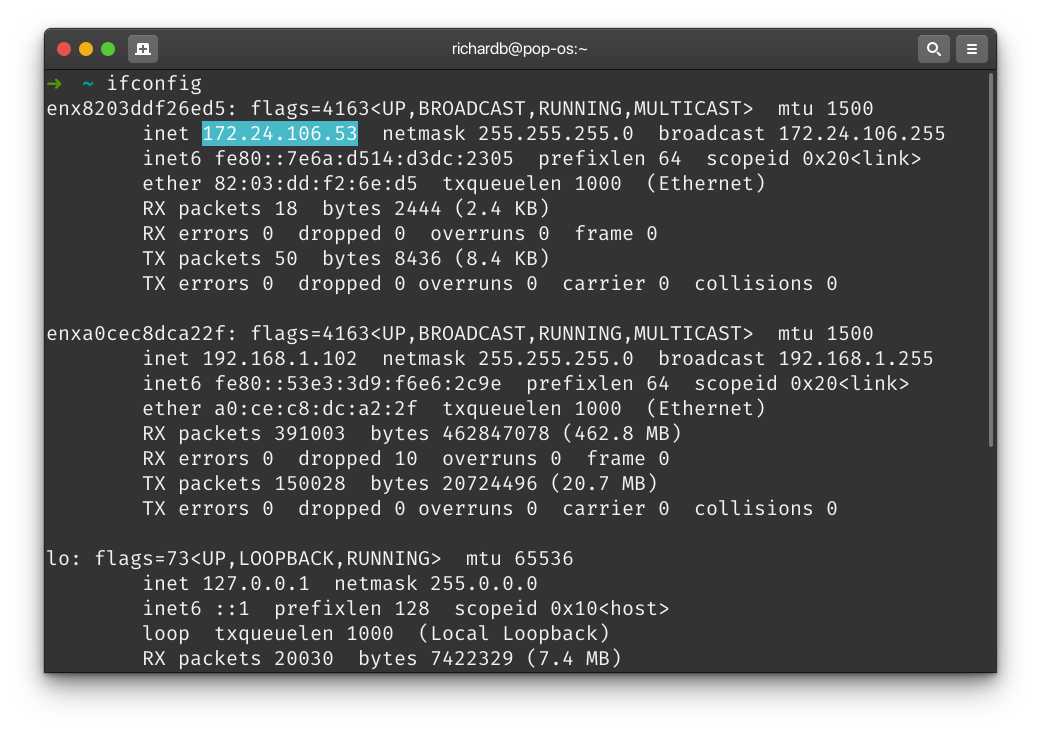 richardb@pop-os:~
➜  ~ ifconfig
enx8203ddf26ed5: flags=4163<UP,BROADCAST,RUNNING,MULTICAST>  mtu 1500
        inet 172.24.106.53  netmask 255.255.255.0  broadcast 172.24.106.255
        inet6 fe80::7e6a:d514:d3dc:2305  prefixlen 64  scopeid 0x20<link>
        ether 82:03:dd:f2:6e:d5  txqueuelen 1000  (Ethernet)
        RX packets 18  bytes 2444 (2.4 KB)
        RX errors 0  dropped 0  overruns 0  frame 0
        TX packets 50  bytes 8436 (8.4 KB)
        TX errors 0  dropped 0 overruns 0  carrier 0  collisions 0

enxa0cec8dca22f: flags=4163<UP,BROADCAST,RUNNING,MULTICAST>  mtu 1500
        inet 192.168.1.102  netmask 255.255.255.0  broadcast 192.168.1.255
        inet6 fe80::53e3:3d9:f6e6:2c9e  prefixlen 64  scopeid 0x20<link>
        ether a0:ce:c8:dc:a2:2f  txqueuelen 1000  (Ethernet)
        RX packets 391003  bytes 462847078 (462.8 MB)
        RX errors 0  dropped 10  overruns 0  frame 0
        TX packets 150028  bytes 20724496 (20.7 MB)
        TX errors 0  dropped 0 overruns 0  carrier 0  collisions 0

lo: flags=73<UP,LOOPBACK,RUNNING>  mtu 65536
        inet 127.0.0.1  netmask 255.0.0.0
        inet6 ::1  prefixlen 128  scopeid 0x10<host>
        loop  txqueuelen 1000  (Local Loopback)
        RX packets 20030  bytes 7422329 (7.4 MB)